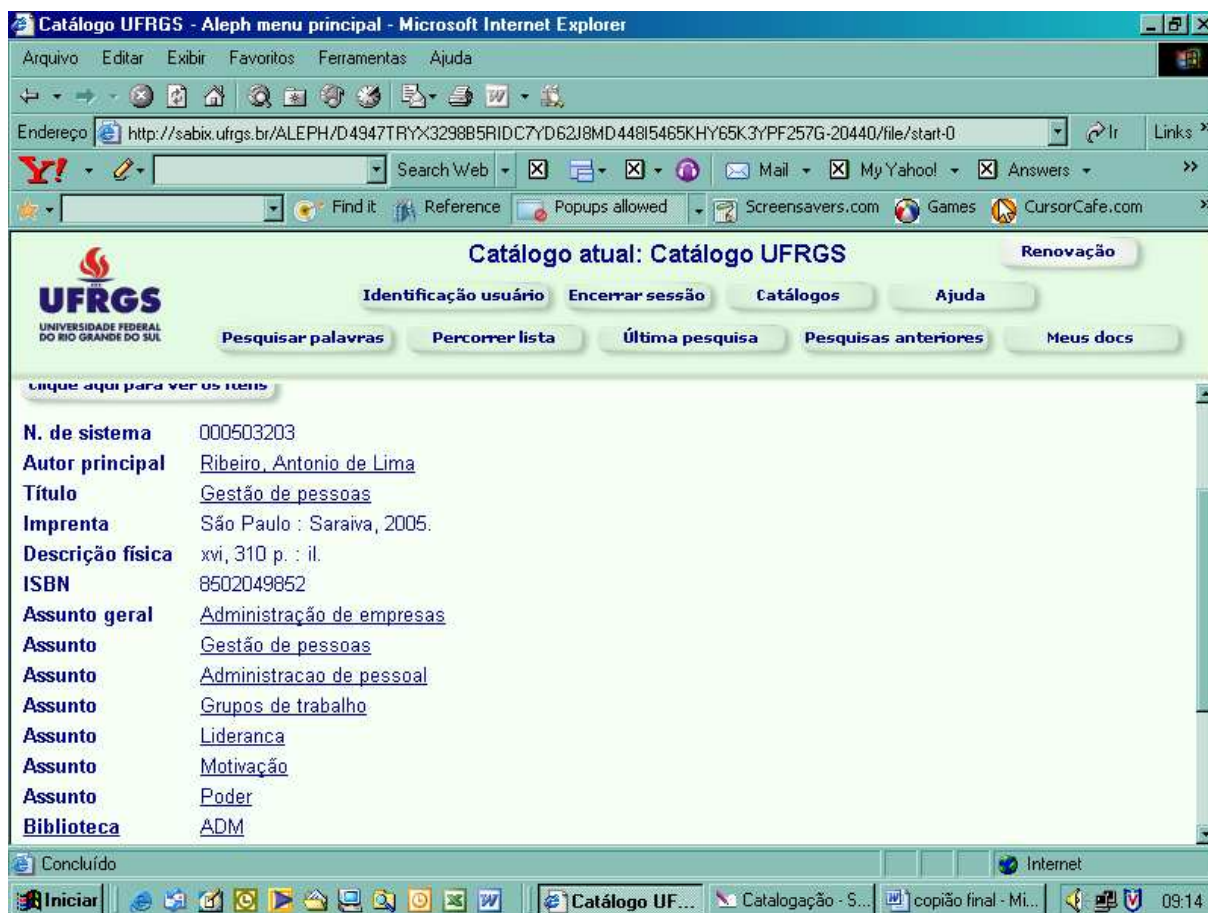 Catálogo UFRGS - Aleph menu principal - Microsoft Internet Explorer
Arquivo Editar Exibir Favoritos Ferramentas Ajuda
Endereço http://sabix.ufrgs.br/ALEPH/D4947TRYX3298B5RIDC7YD62J8MD448I5465KHY65K3YPF257G-20440/file/start-0 Ir Links
Y! Search Web Mail My Yahoo! Answers
Find it Reference Popups allowed Screensavers.com Games CursorCafe.com
Catálogo atual: Catálogo UFRGS Renovação
UFRGS
UNIVERSIDADE FEDERAL
DO RIO GRANDE DO SUL
Identificação usuário Encerrar sessão Catálogos Ajuda
Pesquisar palavras Percorrer lista Última pesquisa Pesquisas anteriores Meus docs
clique aqui para ver os itens
N. de sistema 000503203
Autor principal Ribeiro, Antonio de Lima
Título Gestão de pessoas
Imprenta São Paulo : Saraiva, 2005.
Descrição física xvi, 310 p. : il.
ISBN 8502049852
Assunto geral Administração de empresas
Assunto Gestão de pessoas
Assunto Administracao de pessoal
Assunto Grupos de trabalho
Assunto Lideranca
Assunto Motivação
Assunto Poder
Biblioteca ADM
Concluído Internet
Iniciar Catálogo UF... Catalogação - S... copião final - Mi... 09:14